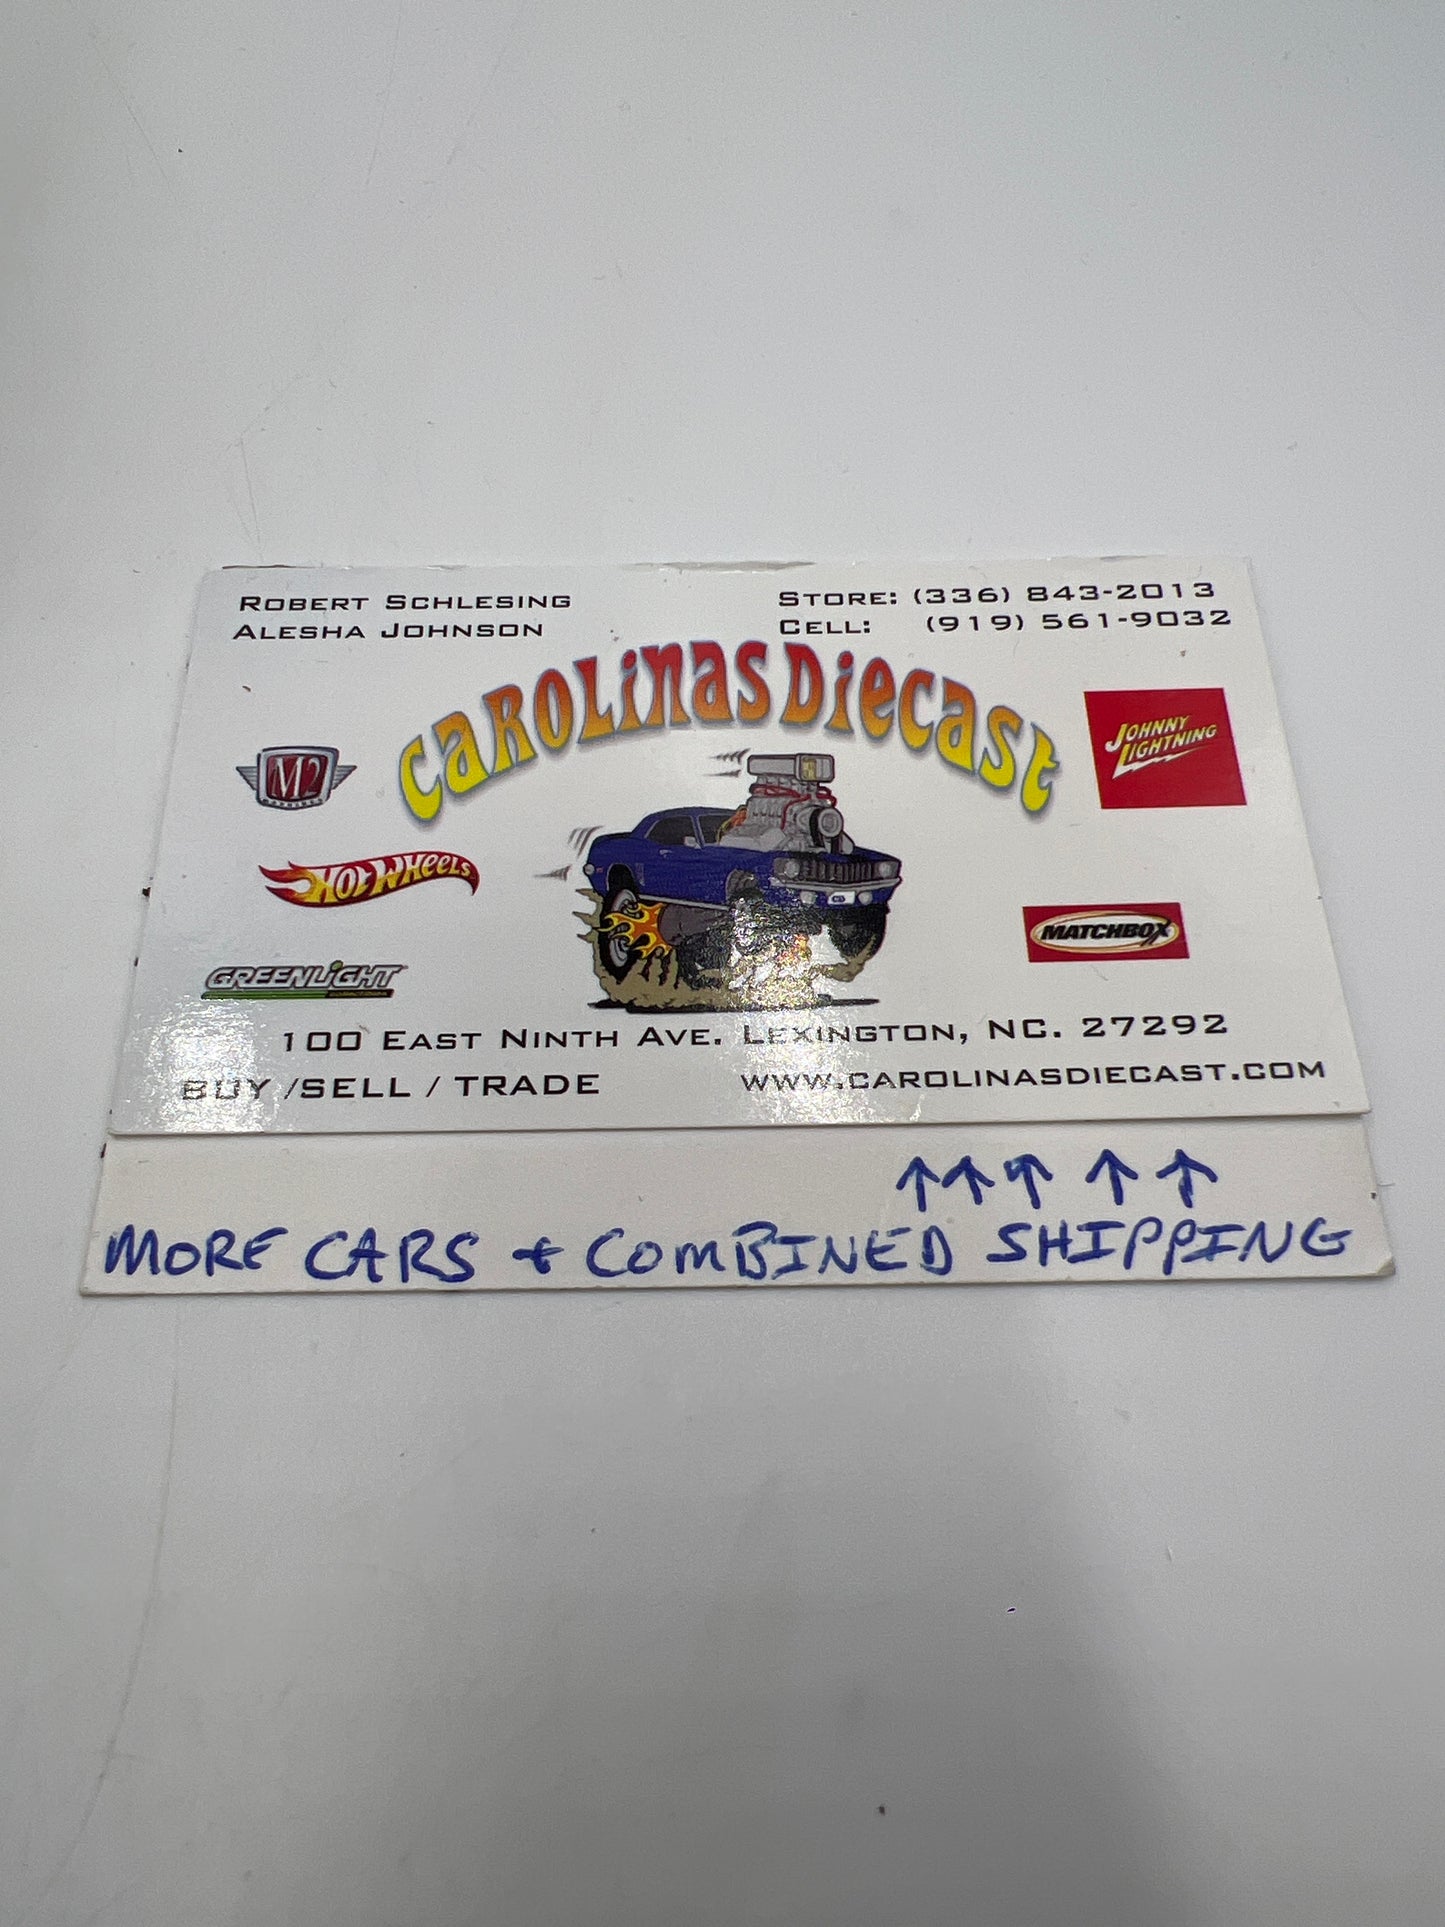 ROBERT SCHLESING
ALESHA JOHNSON
STORE: (336) 843-2013
CELL: (919) 561-9032
CAROLINAS DIECAST
M2
JOHNNY
LIGHTNING
HOT WHEELS
MATCHBOX
GREENLIGHT
100 EAST NINTH AVE. LEXINGTON, NC. 27292
BUY /SELL / TRADE
WWW.CAROLINASDIECAST.COM
↑ ↑ ↑ ↑ ↑
MORE CARS + COMBINED SHIPPING